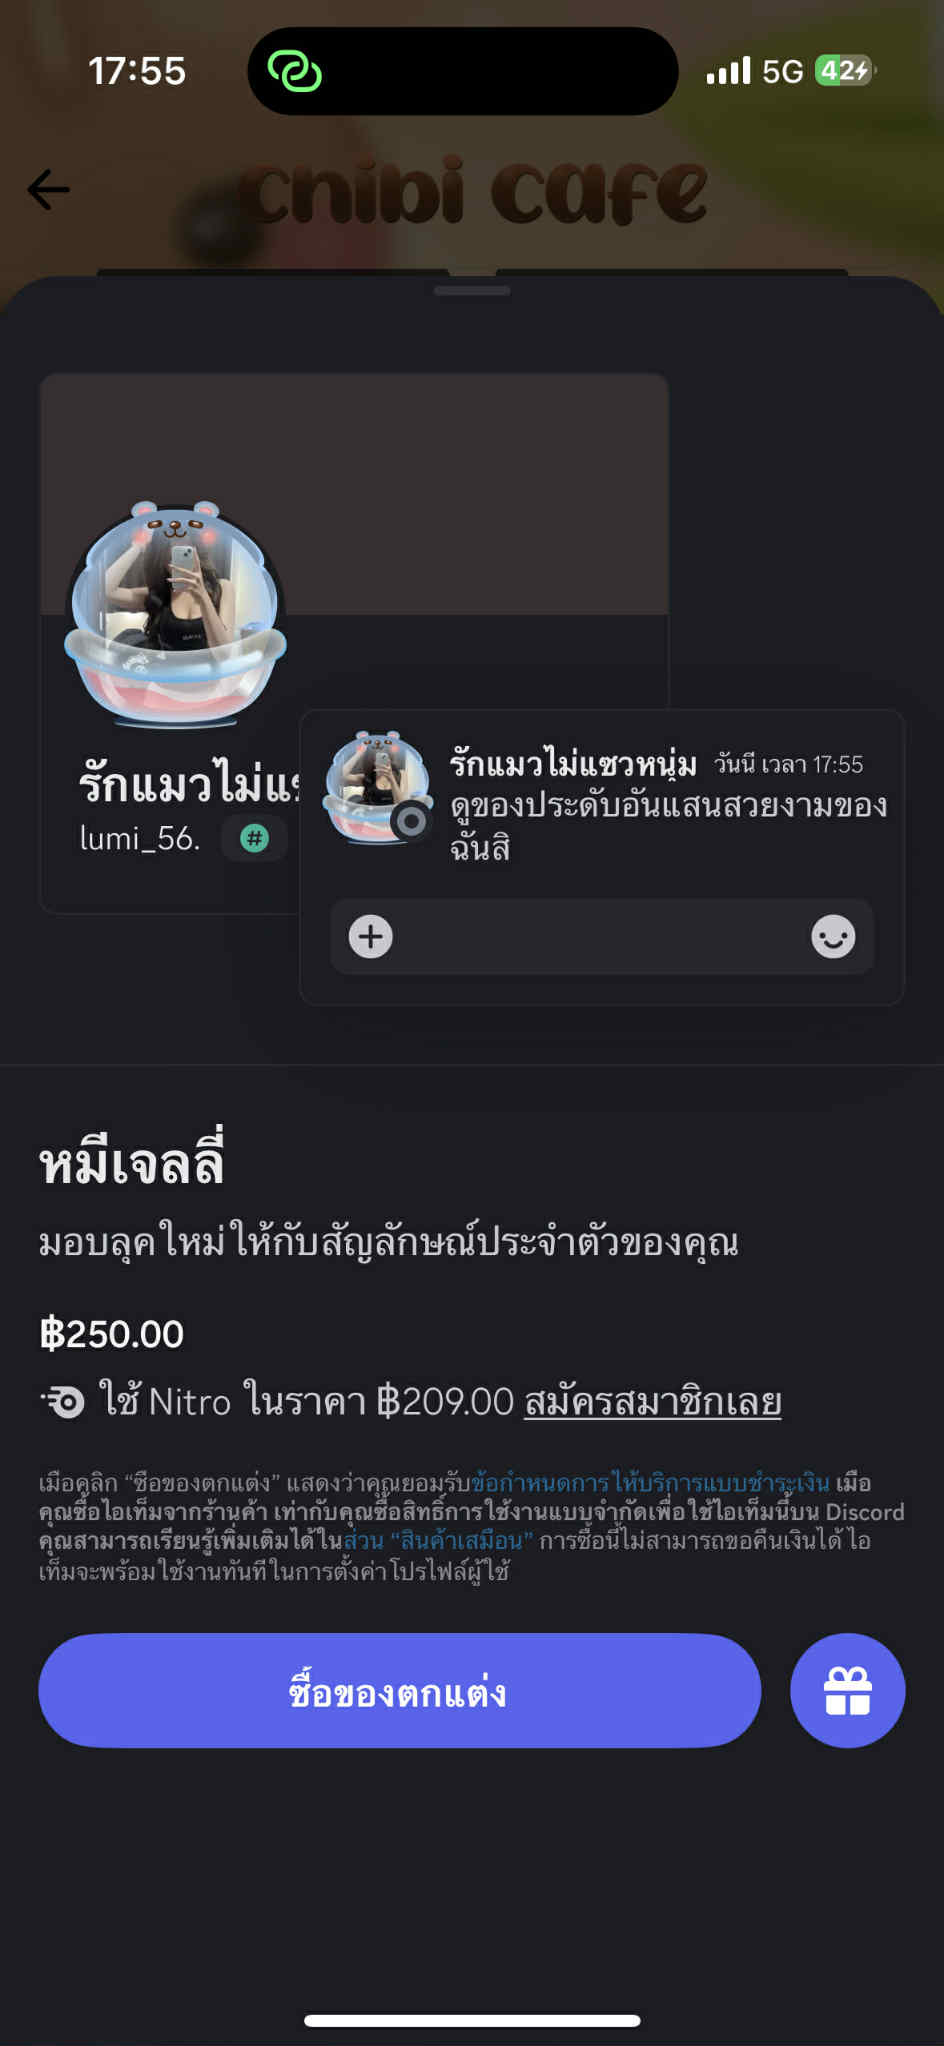 17:55
5G 42
chibi cafe
รักแมวไม่แซ
lumi_56.
รักแมวไม่แซวหนุ่ม วันนี้ เวลา 17:55
ดูของประดับอันแสนสวยงามของ
ฉันสิ
หมีเจลลี่
มอบลุคใหม่ให้กับสัญลักษณ์ประจำตัวของคุณ
฿250.00
ใช้ Nitro ในราคา ฿209.00 สมัครสมาชิกเลย
เมื่อคลิก “ซื้อของตกแต่ง” แสดงว่าคุณยอมรับข้อกำหนดการให้บริการแบบชำระเงิน เมื่อ
คุณซื้อไอเท็มจากร้านค้า เท่ากับคุณซื้อสิทธิ์การใช้งานแบบจำกัดเพื่อใช้ไอเท็มนี้บน Discord
คุณสามารถเรียนรู้เพิ่มเติมได้ในส่วน “สินค้าเสมือน” การซื้อนี้ไม่สามารถขอคืนเงินได้ ไอ
เท็มจะพร้อมใช้งานทันทีในการตั้งค่าโปรไฟล์ผู้ใช้
ซื้อของตกแต่ง